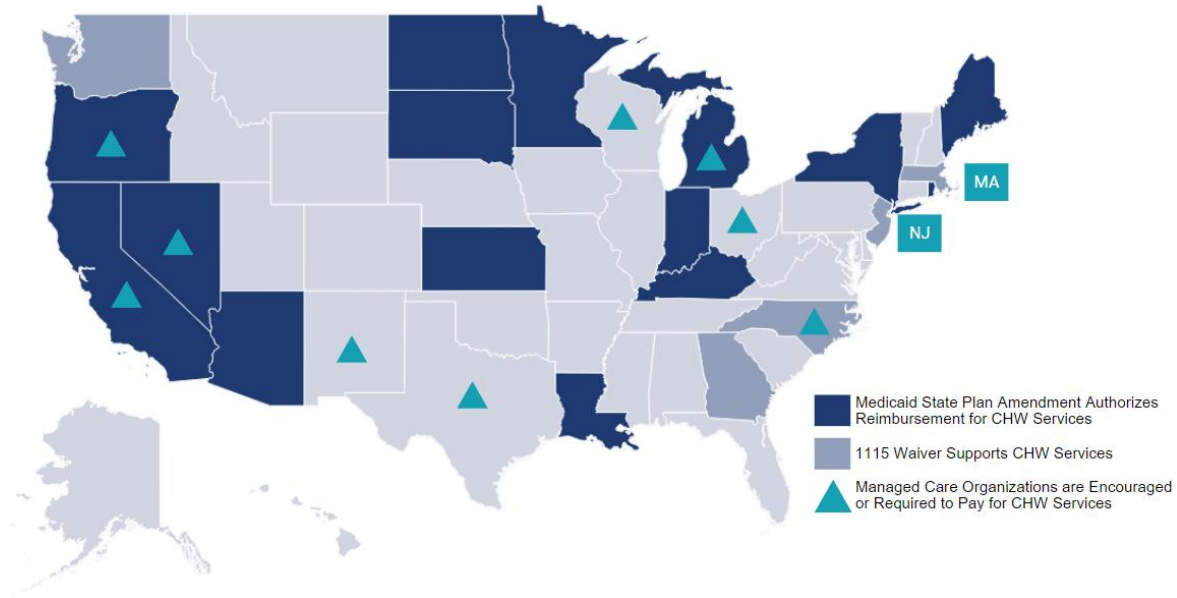 MA
NJ
Medicaid State Plan Amendment Authorizes
Reimbursement for CHW Services
1115 Waiver Supports CHW Services
Managed Care Organizations are Encouraged
or Required to Pay for CHW Services